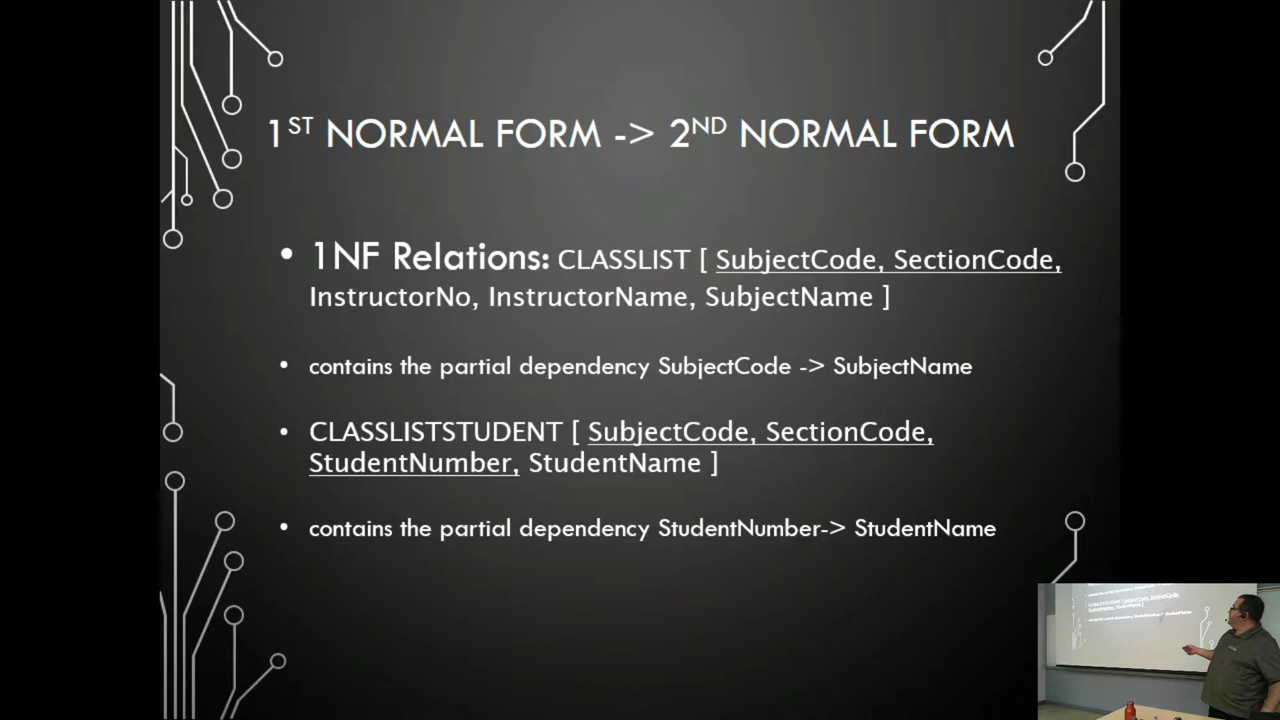 1ST NORMAL FORM -> 2ND NORMAL FORM
• 1NF Relations: CLASSLIST [ SubjectCode, SectionCode,
InstructorNo, InstructorName, SubjectName ]
• contains the partial dependency SubjectCode -> SubjectName
• CLASSLISTSTUDENT [ SubjectCode, SectionCode,
StudentNumber, StudentName ]
• contains the partial dependency StudentNumber-> StudentName